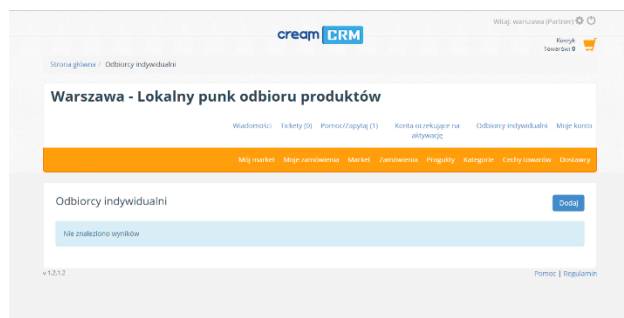 Witaj: warszawa (Partner)
cream CRM
Koszyk
Towarów: 0
Strona główna / Odbiorcy indywidualni
Warszawa - Lokalny punk odbioru produktów
Wiadomości Tickety (0) Pomoc/Zapytaj (1) Konta oczekujące na aktywację Odbiorcy indywidualni Moje konto
Mój market Moje zamówienia Market Zamówienia Produkty Kategorie Cechy towarów Dostawcy
Odbiorcy indywidualni
Dodaj
Nie znaleziono wyników
v 1.2.1.2
Pomoc | Regulamin